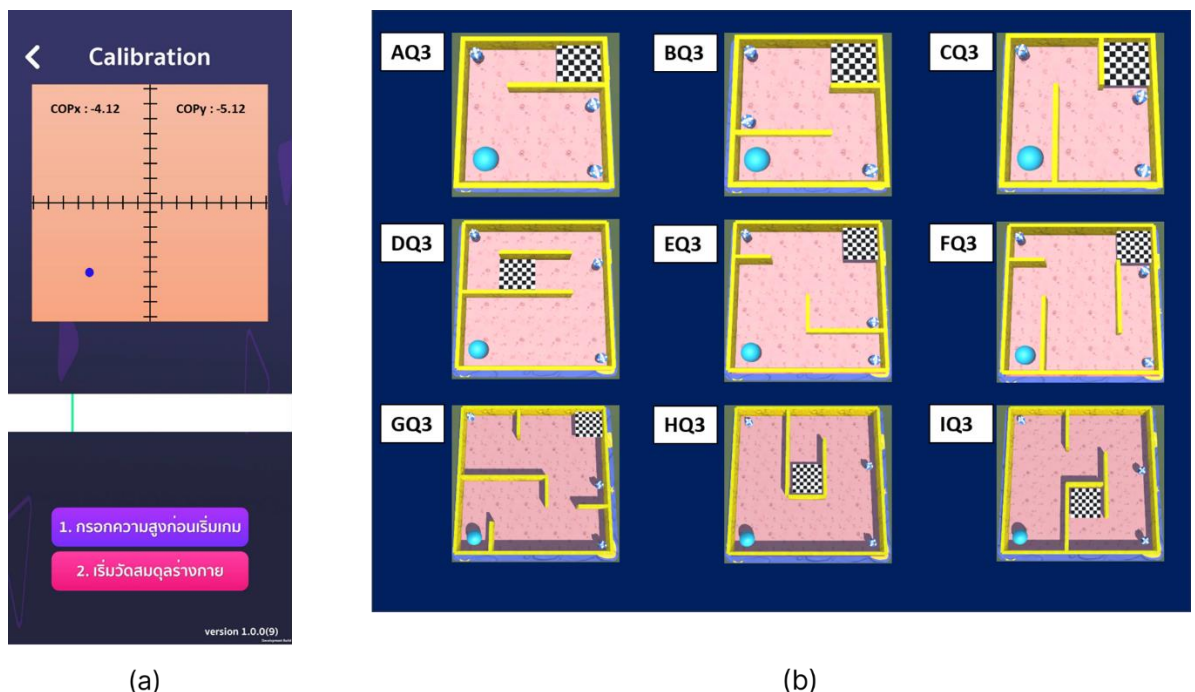 Calibration
COPx : -4.12 COPy : -5.12
1. กรอกความสูงก่อนเริ่มเกม
2. เริ่มวัดสมดุลร่างกาย
version 1.0.0(9)
Development Build
(a)
AQ3 BQ3 CQ3
DQ3 EQ3 FQ3
GQ3 HQ3 IQ3
(b)